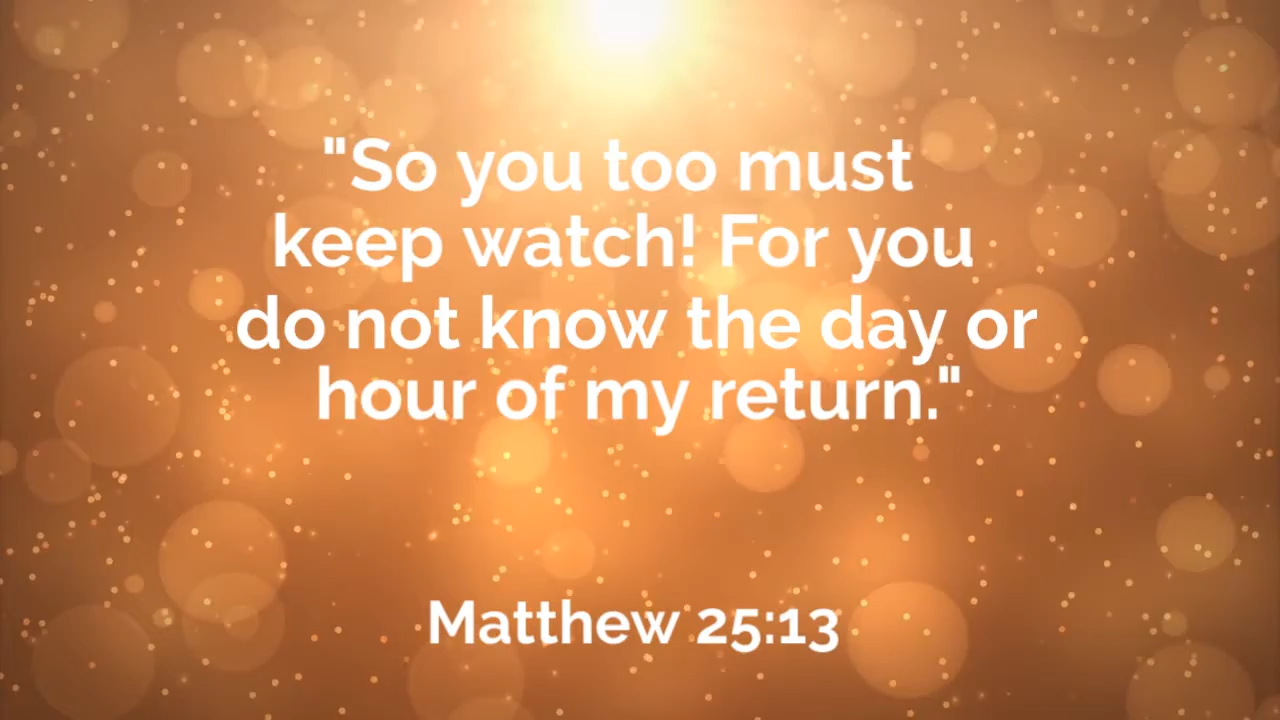 "So you too must
keep watch! For you
do not know the day or
hour of my return."
Matthew 25:13